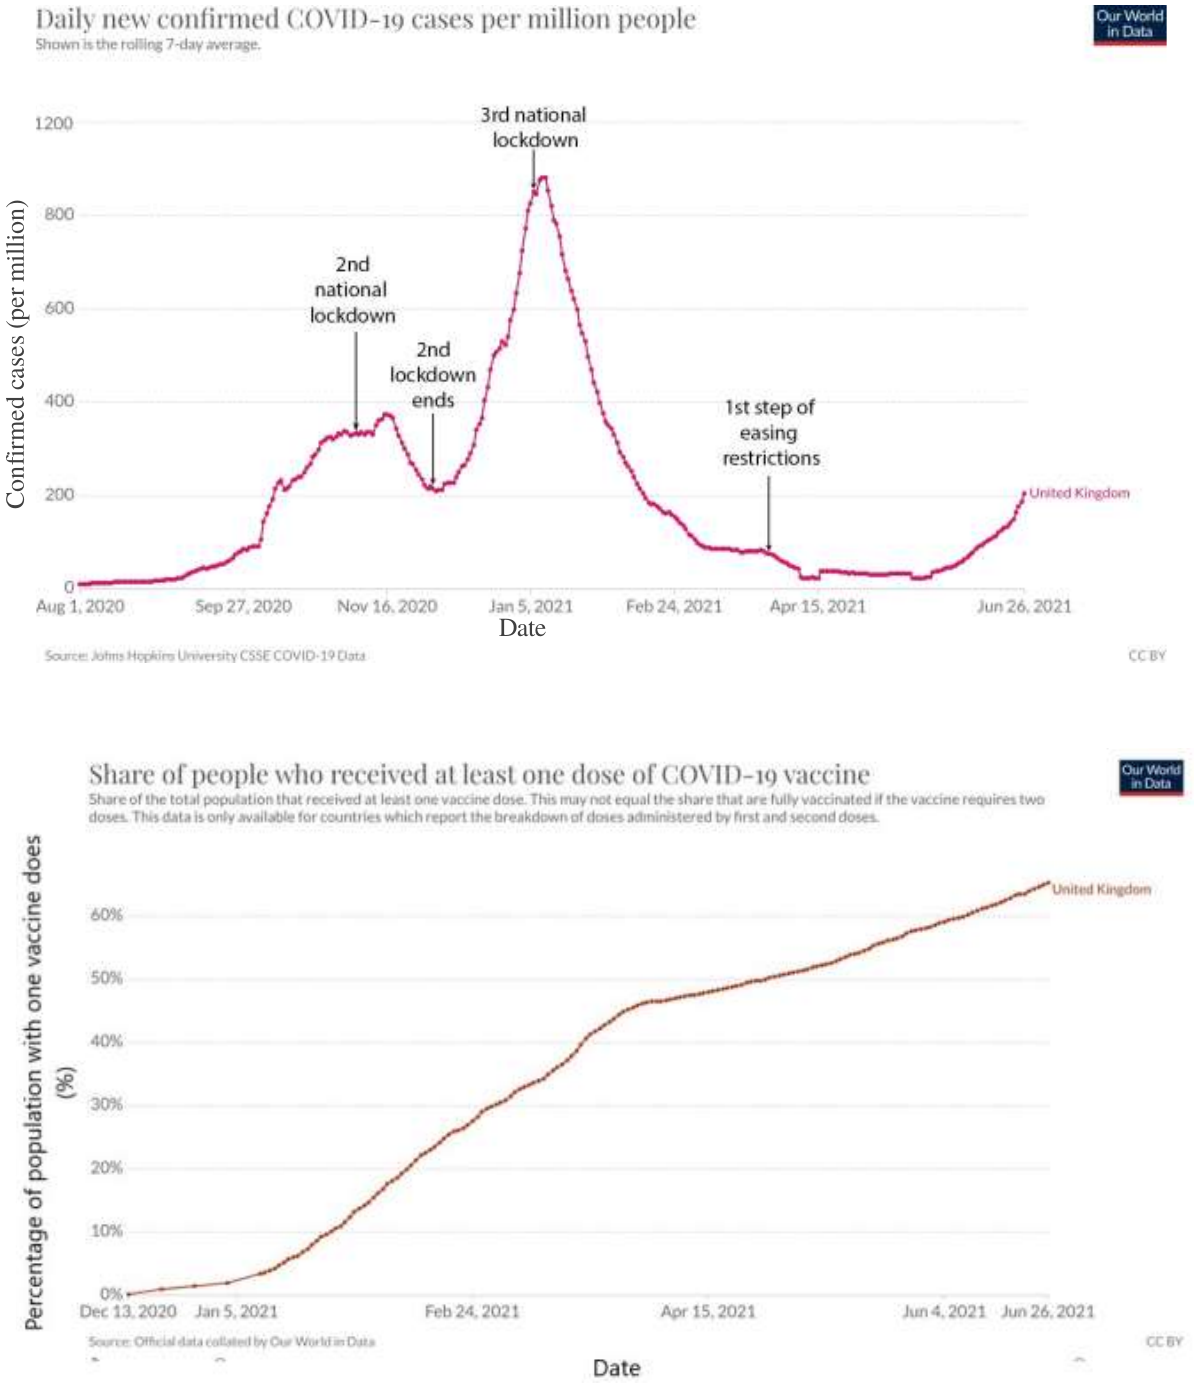 Daily new confirmed COVID-19 cases per million people
Shown is the rolling 7-day average.
Our World
in Data
Confirmed cases (per million)
1200
800
600
400
200
0
3rd national
lockdown
2nd
national
lockdown
2nd
lockdown
ends
1st step of
easing
restrictions
United Kingdom
Aug 1, 2020
Sep 27, 2020
Nov 16, 2020
Jan 5, 2021
Feb 24, 2021
Apr 15, 2021
Jun 26, 2021
Date
Source: Johns Hopkins University CSSE COVID-19 Data
CC BY
Share of people who received at least one dose of COVID-19 vaccine
Share of the total population that received at least one vaccine dose. This may not equal the share that are fully vaccinated if the vaccine requires two
doses. This data is only available for countries which report the breakdown of doses administered by first and second doses.
Our World
in Data
Percentage of population with one vaccine does
(%)
60%
50%
40%
30%
20%
10%
0%
United Kingdom
Dec 13, 2020
Jan 5, 2021
Feb 24, 2021
Apr 15, 2021
Jun 4, 2021
Jun 26, 2021
Source: Official data collated by Our World in Data
CC BY
Date